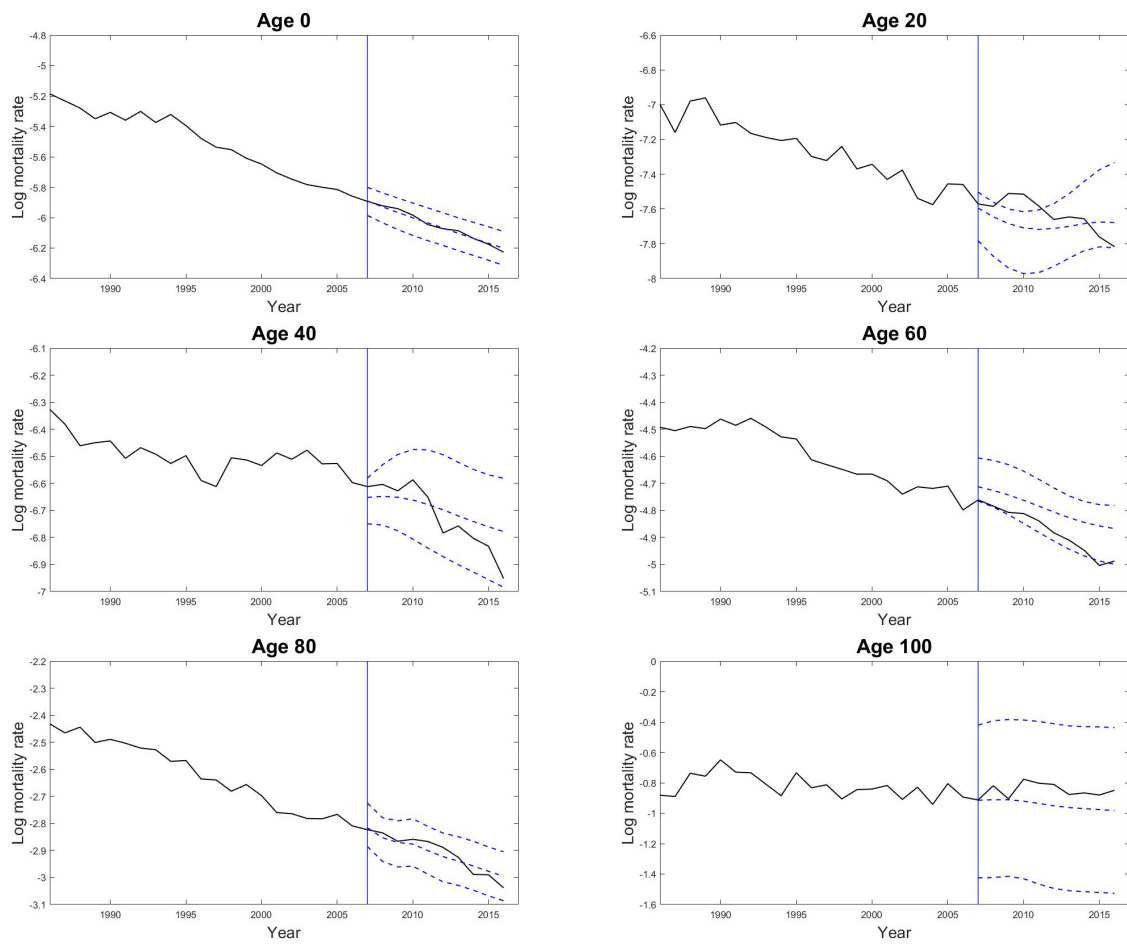 Age 0
Log mortality rate
-4.8
-5
-5.2
-5.4
-5.6
-5.8
-6
-6.2
-6.4
1990 1995 2000 2005 2010 2015
Year
Age 20
Log mortality rate
-6.6
-6.8
-7
-7.2
-7.4
-7.6
-7.8
-8
1990 1995 2000 2005 2010 2015
Year
Age 40
Log mortality rate
-6.1
-6.2
-6.3
-6.4
-6.5
-6.6
-6.7
-6.8
-6.9
-7
1990 1995 2000 2005 2010 2015
Year
Age 60
Log mortality rate
-4.2
-4.3
-4.4
-4.5
-4.6
-4.7
-4.8
-4.9
-5
-5.1
1990 1995 2000 2005 2010 2015
Year
Age 80
Log mortality rate
-2.2
-2.3
-2.4
-2.5
-2.6
-2.7
-2.8
-2.9
-3
-3.1
1990 1995 2000 2005 2010 2015
Year
Age 100
Log mortality rate
0
-0.2
-0.4
-0.6
-0.8
-1
-1.2
-1.4
-1.6
1990 1995 2000 2005 2010 2015
Year